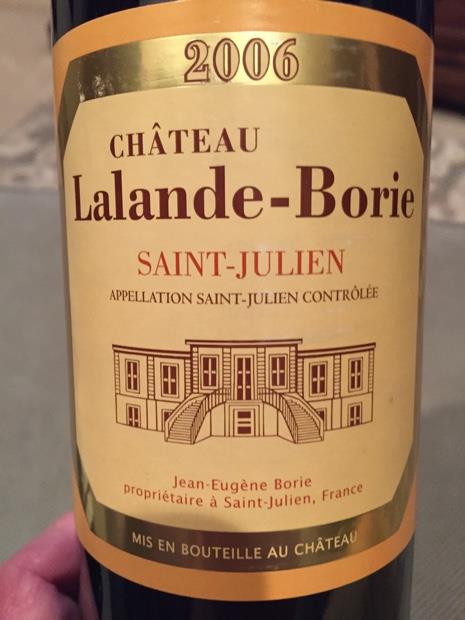 2006
CHÂTEAU
Lalande-Borie
SAINT-JULIEN
APPELLATION SAINT-JULIEN CONTRÔLÉE
Jean-Eugène Borie
propriétaire à Saint-Julien, France
MIS EN BOUTEILLE AU CHÂTEAU